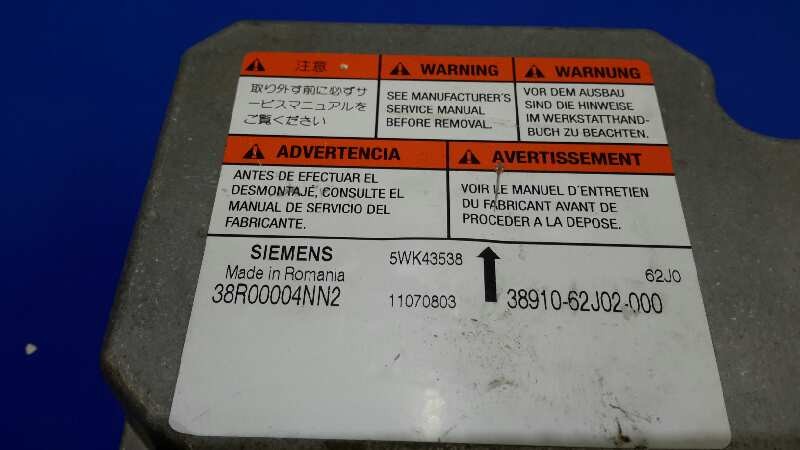 注意
取り外す前に必ずサ
ービスマニュアルを
ご覧ください
WARNING
SEE MANUFACTURER'S
SERVICE MANUAL
BEFORE REMOVAL.
WARNUNG
VOR DEM AUSBAU
SIND DIE HINWEISE
IM WERKSTATTHAND-
BUCH ZU BEACHTEN.
ADVERTENCIA
ANTES DE EFECTUAR EL
DESMONTAJÉ, CONSULTE EL
MANUAL DE SERVICIO DEL
FABRICANTE.
AVERTISSEMENT
VOIR LE MANUEL D'ENTRETIEN
DU FABRICANT AVANT DE
PROCEDER A LA DEPOSE.
SIEMENS
5WK43538
Made in Romania
62J0
38R00004NN2
11070803
38910-62J02-000